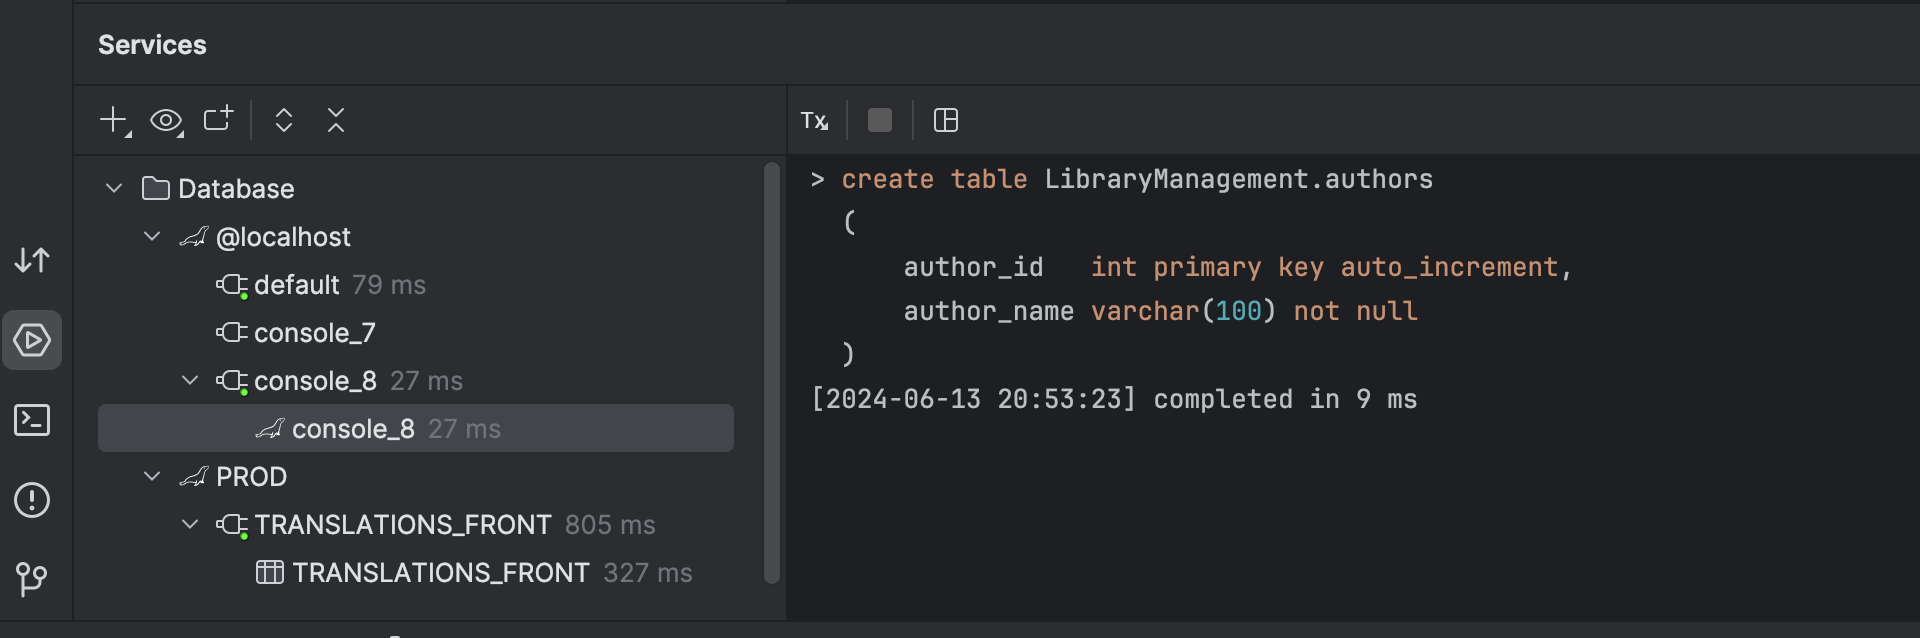 Services
Tx
Database
@localhost
default 79 ms
console_7
console_8 27 ms
console_8 27 ms
PROD
TRANSLATIONS_FRONT 805 ms
TRANSLATIONS_FRONT 327 ms
> create table LibraryManagement.authors
(
author_id int primary key auto_increment,
author_name varchar(100) not null
)
[2024-06-13 20:53:23] completed in 9 ms